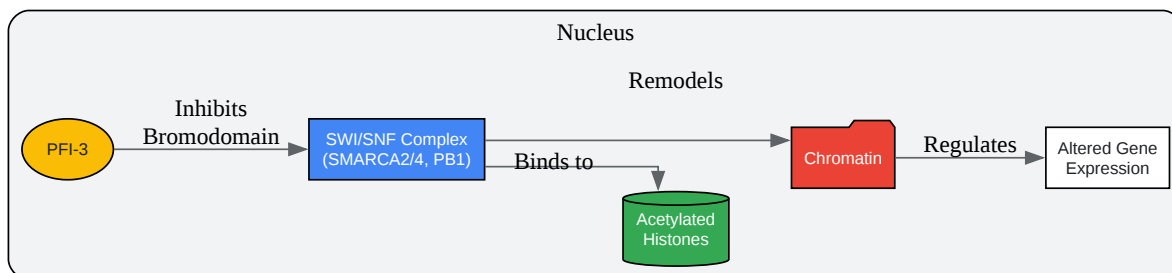 Nucleus
Remodels
Inhibits
Bromodomain
PFI-3
SWI/SNF Complex
(SMARCA2/4, PB1)
Binds to
Chromatin
Regulates
Altered Gene
Expression
Acetylated
Histones